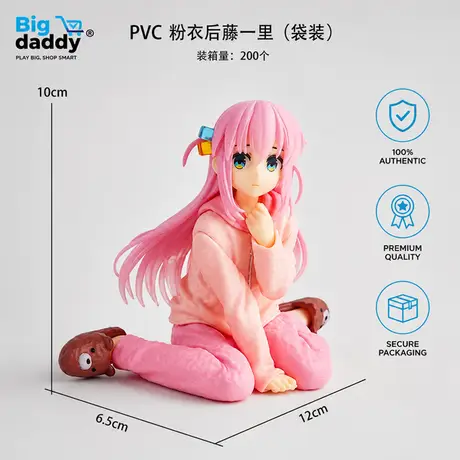 Big
daddy®
PLAY BIG. SHOP SMART
PVC 粉衣后藤一里（袋装）
装箱量：200个
10cm
100%
AUTHENTIC
PREMIUM
QUALITY
SECURE
PACKAGING
6.5cm
12cm